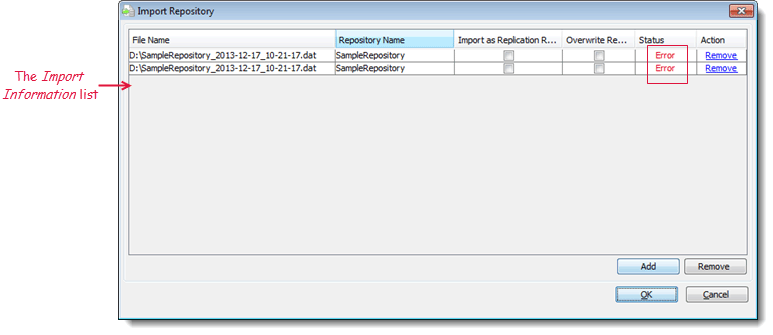 Import Repository
File Name Repository Name Import as Replication R... Overwrite Re... Status Action
D:\SampleRepository_2013-12-17_10-21-17.dat SampleRepository Error Remove
D:\SampleRepository_2013-12-17_10-21-17.dat SampleRepository Error Remove
The Import
Information list
Add Remove
OK Cancel